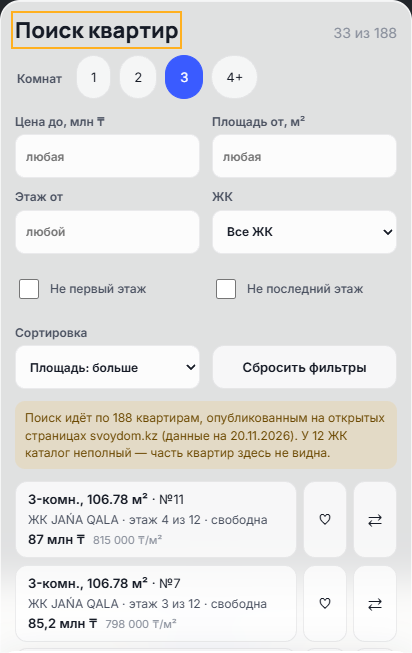 Поиск квартир
33 из 188
Комнат 1 2 3 4+
Цена до, млн ₸
Площадь от, м²
любая
любая
Этаж от
ЖК
любой
Все ЖК
Не первый этаж
Не последний этаж
Сортировка
Площадь: больше
Сбросить фильтры
Поиск идёт по 188 квартирам, опубликованным на открытых
страницах svoydom.kz (данные на 20.11.2026). У 12 ЖК
каталог неполный — часть квартир здесь не видна.
3-комн., 106.78 м² · №11
ЖК JAŃA QALA · этаж 4 из 12 · свободна
87 млн ₸ 815 000 ₸/м²
3-комн., 106.78 м² · №7
ЖК JAŃA QALA · этаж 3 из 12 · свободна
85,2 млн ₸ 798 000 ₸/м²